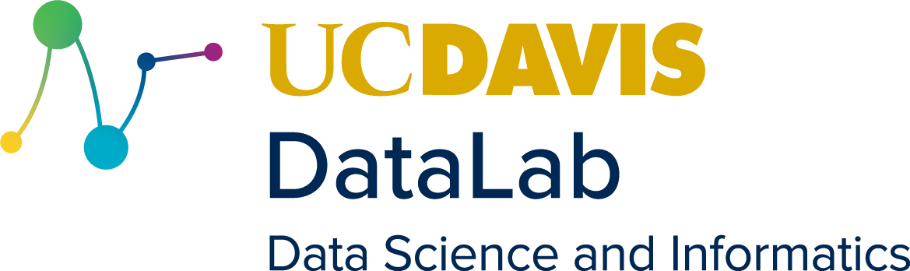 UCDAVIS
DataLab
Data Science and Informatics